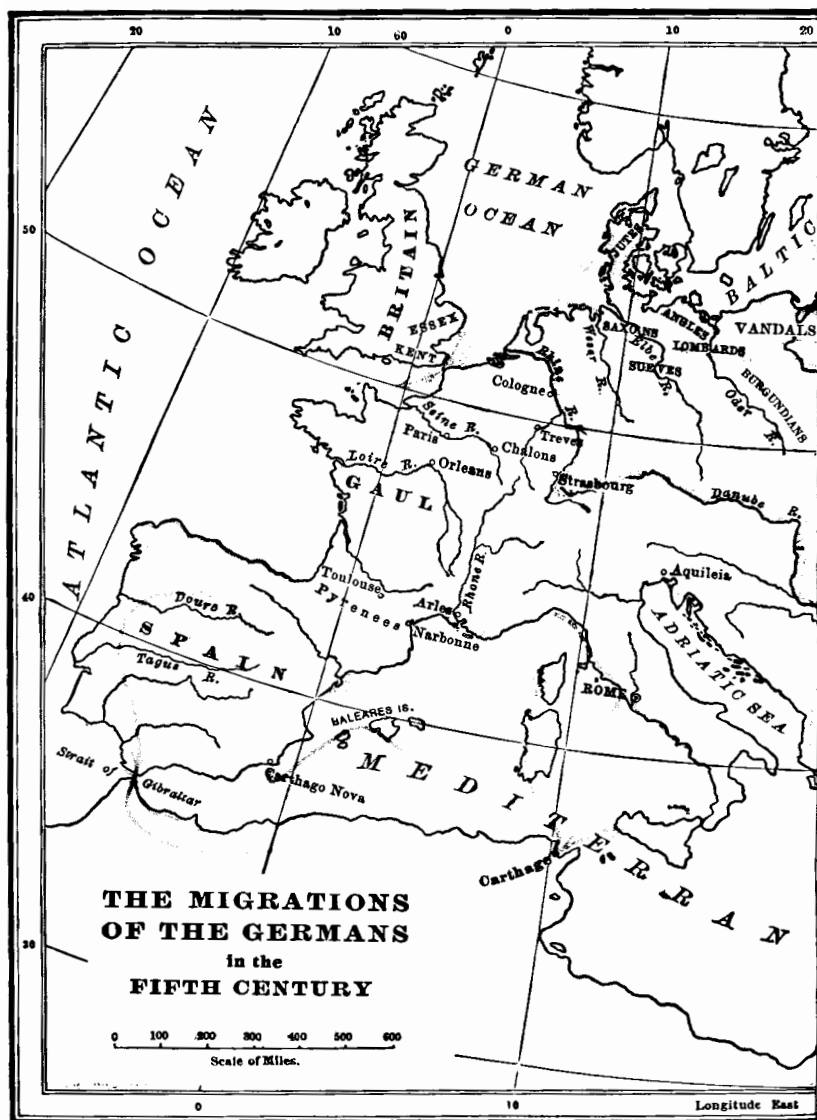 20 10 60 0 10 20
ATLANTIC OCEAN
GERMAN
OCEAN
BRITAIN
ESSEX
KENT
JUTES
BALTIC
ANGLES
SAXONS
VANDALS
LOMBARDS
SUEVES
BURGUNDIANS
Weser R.
Elbe R.
Oder R.
Rhine R.
Cologne
Treves
Seine R.
Paris
Chalons
Loire R.
Orleans
Strasbourg
GAUL
Danube R.
Aquileia
Rhone R.
Toulouse
Pyrenees
Arles
Narbonne
Douro R.
SPAIN
Tagus R.
ADRIATIC SEA
ROME
BALEARES IS.
Strait of
Gibraltar
Carthago Nova
MEDITERRAN
Carthage
50
40
30
THE MIGRATIONS
OF THE GERMANS
in the
FIFTH CENTURY
0 100 200 300 400 500 600
Scale of Miles.
0 10 Longitude East